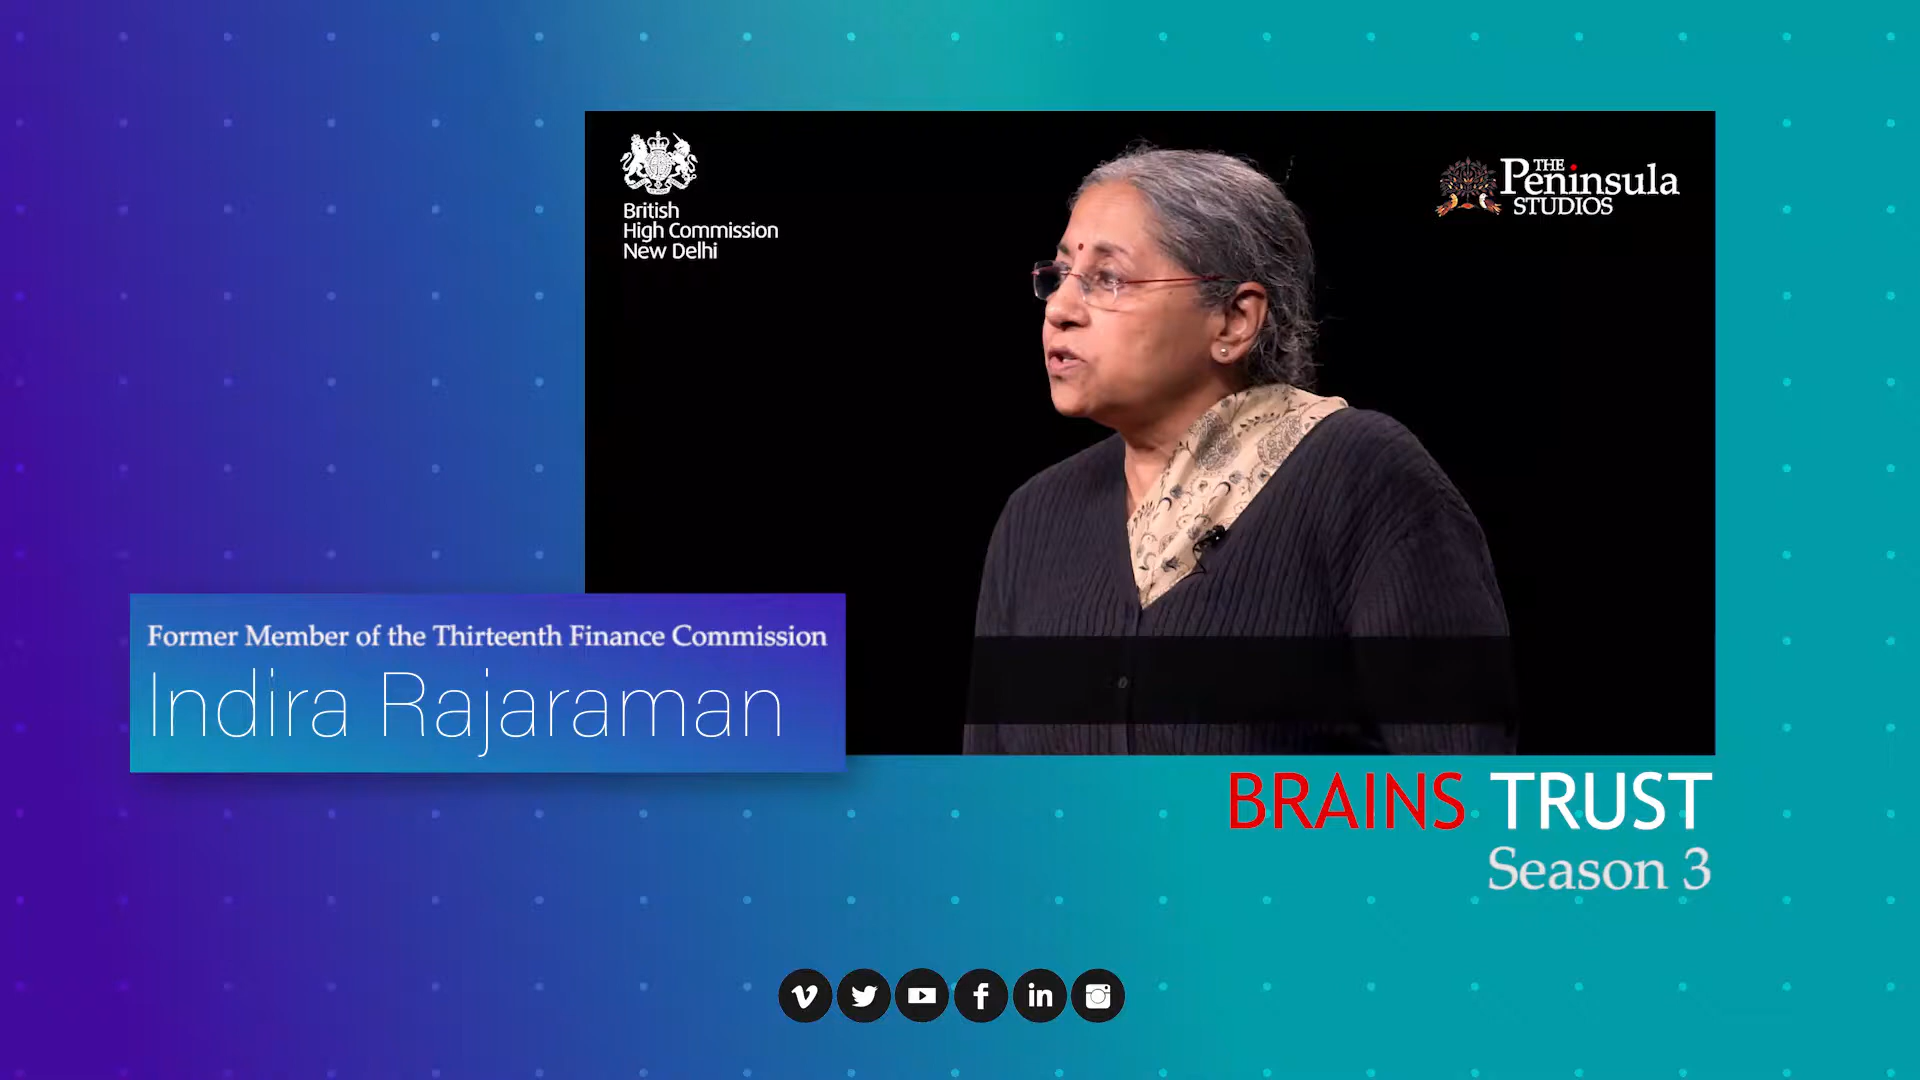 British
High Commission
New Delhi
THE
Peninsula
STUDIOS
Former Member of the Thirteenth Finance Commission
Indira Rajaraman
BRAINS TRUST
Season 3